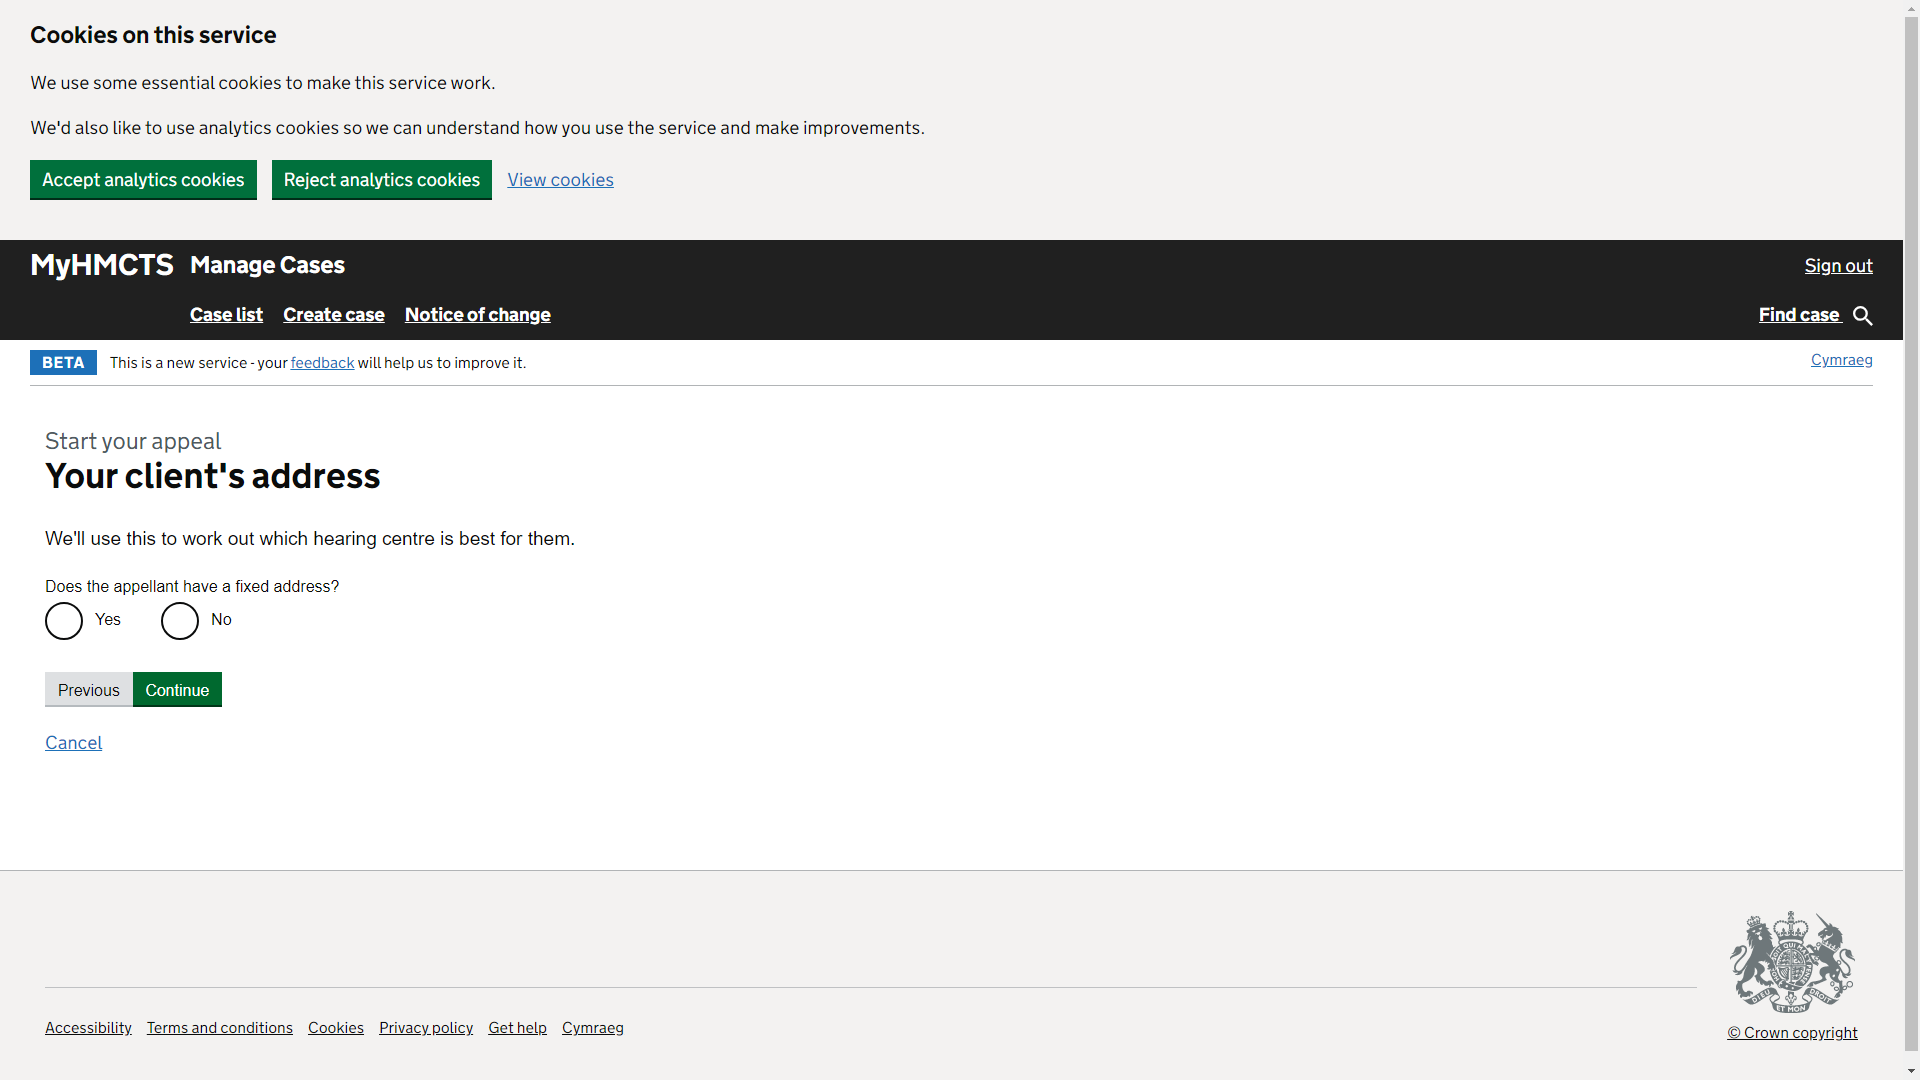 Cookies on this service
We use some essential cookies to make this service work.
We'd also like to use analytics cookies so we can understand how you use the service and make improvements.
Accept analytics cookies Reject analytics cookies View cookies
MyHMCTS Manage Cases Sign out
Case list Create case Notice of change Find case
BETA This is a new service - your feedback will help us to improve it. Cymraeg
Start your appeal
Your client's address
We'll use this to work out which hearing centre is best for them.
Does the appellant have a fixed address?
Yes No
Previous Continue
Cancel
Accessibility Terms and conditions Cookies Privacy policy Get help Cymraeg
© Crown copyright